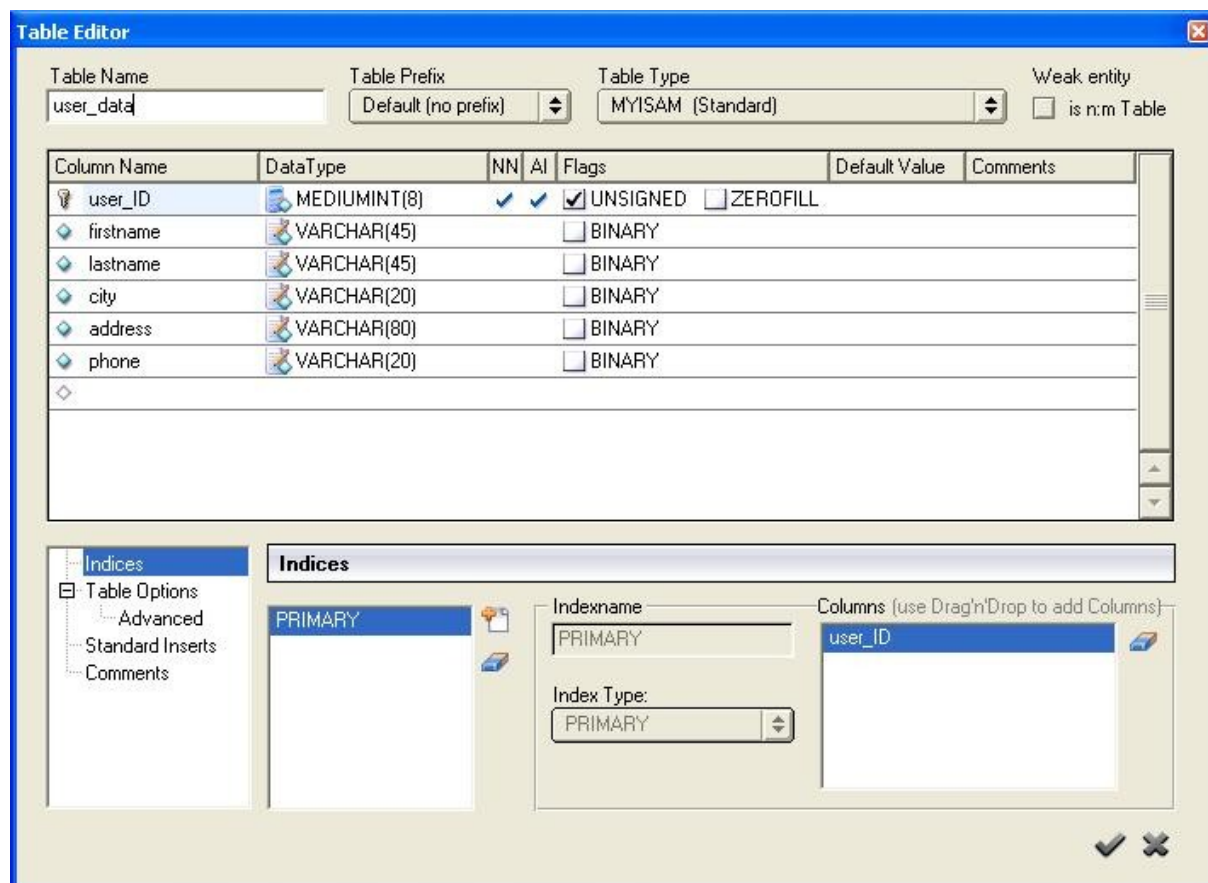 Table Editor
Table Name Table Prefix Table Type Weak entity
user_data Default (no prefix) MYISAM (Standard) is n:m Table
Column Name DataType NN AI Flags Default Value Comments
user_ID MEDIUMINT(8) UNSIGNED ZEROFILL
firstname VARCHAR(45) BINARY
lastname VARCHAR(45) BINARY
city VARCHAR(20) BINARY
address VARCHAR(80) BINARY
phone VARCHAR(20) BINARY
Indices
Table Options
Advanced
Standard Inserts
Comments
Indices
PRIMARY
Indexname
PRIMARY
Index Type:
PRIMARY
Columns (use Drag'n'Drop to add Columns)
user_ID